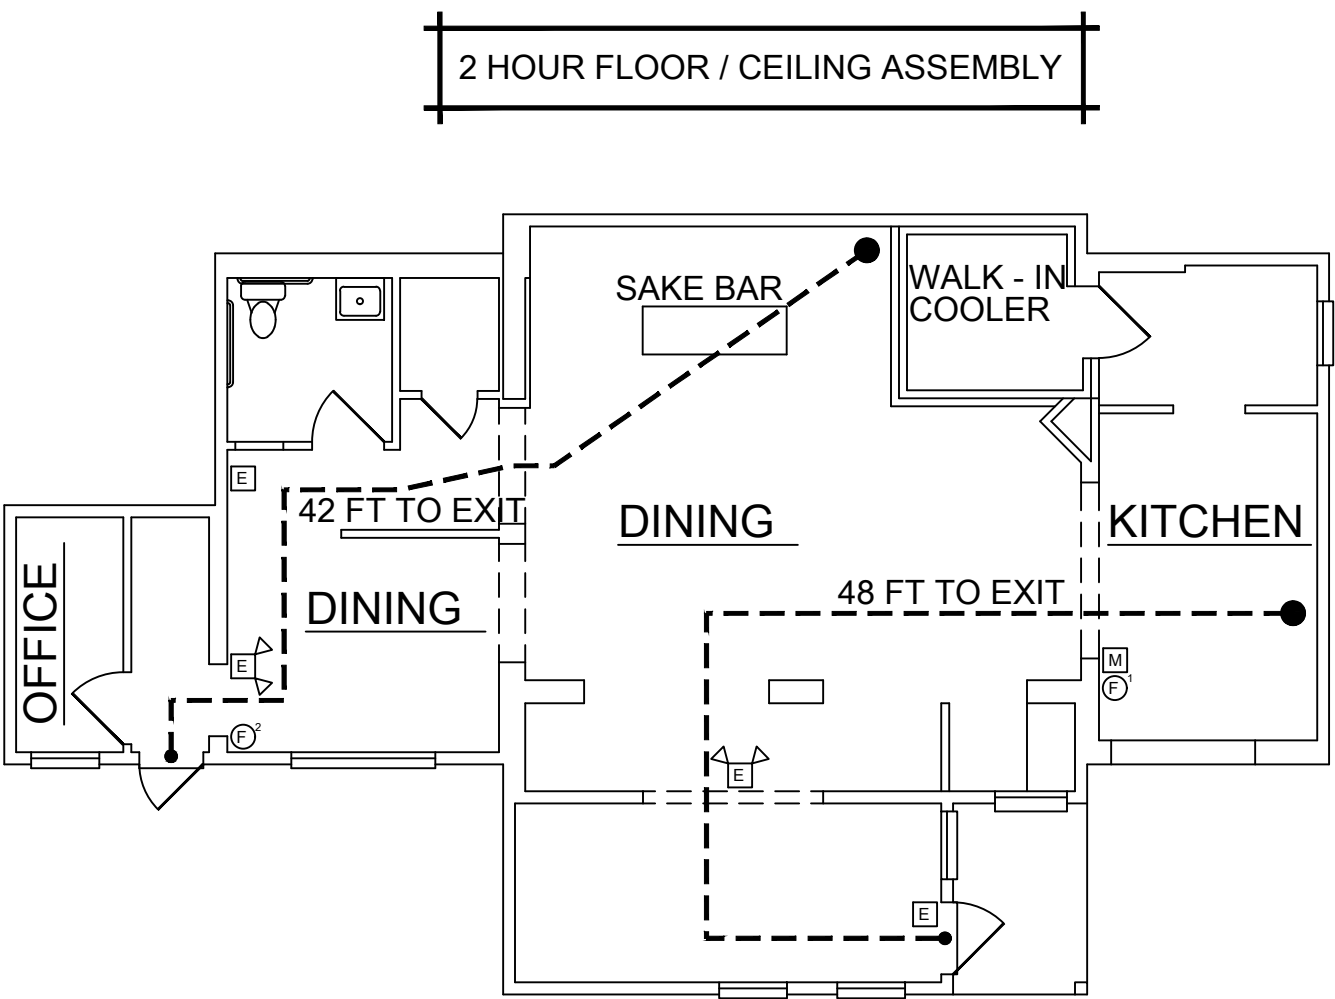 2 HOUR FLOOR / CEILING ASSEMBLY
SAKE BAR
WALK - IN
COOLER
E
42 FT TO EXIT
DINING
KITCHEN
OFFICE
DINING
48 FT TO EXIT
E
M
F 1
F 2
E
E